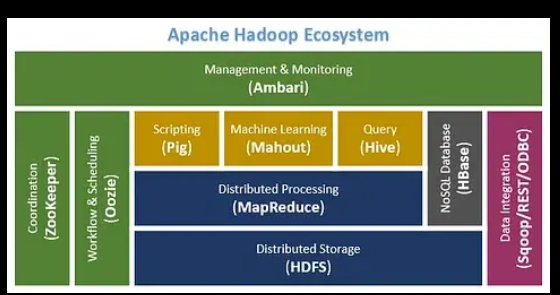 Apache Hadoop Ecosystem
Management & Monitoring
(Ambari)
Coordination
(ZooKeeper)
Workflow & Scheduling
(Oozie)
Scripting
(Pig)
Machine Learning
(Mahout)
Query
(Hive)
Distributed Processing
(MapReduce)
NoSQL Database
(HBase)
Distributed Storage
(HDFS)
Data Integration
(Sqoop/REST/ODBC)